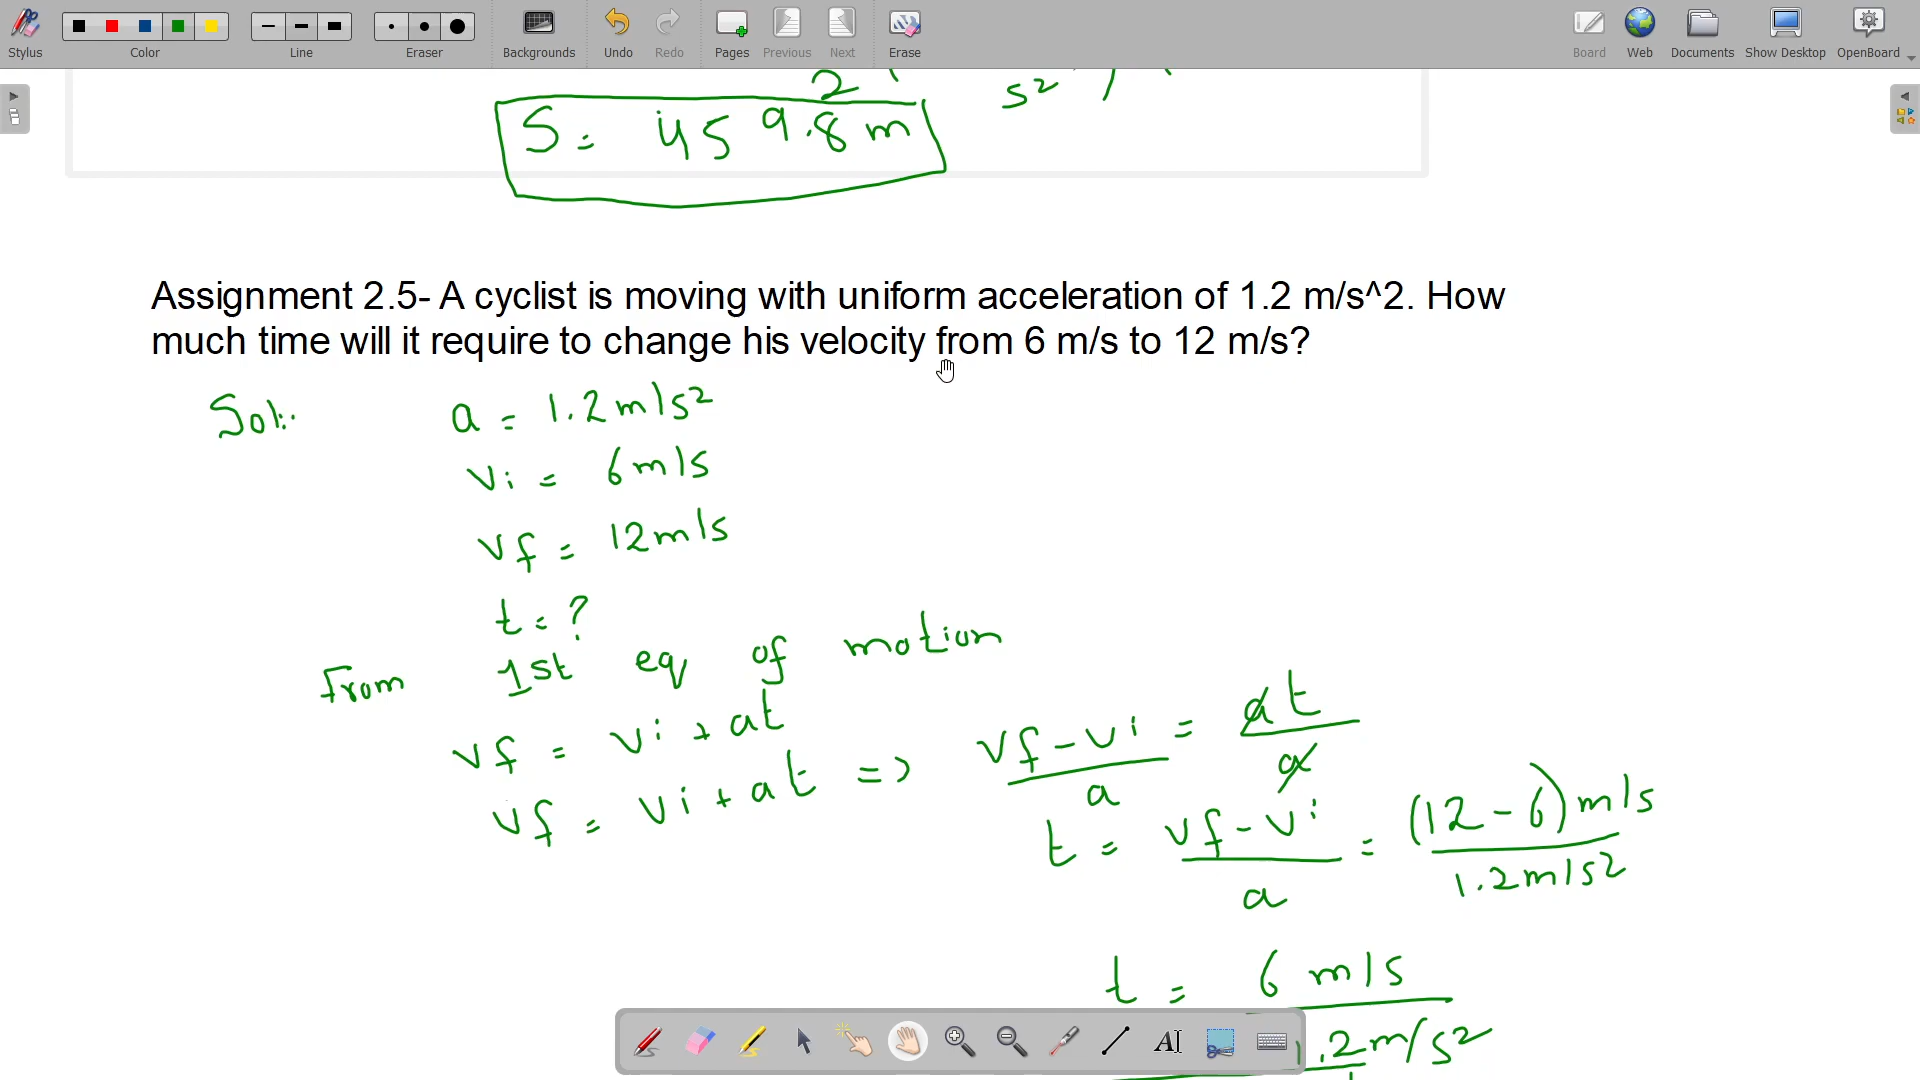 Stylus Color Line Eraser Backgrounds Undo Redo Pages Previous Next Erase Board Web Documents Show Desktop OpenBoard
2 s²
S = 459.8 m
Assignment 2.5- A cyclist is moving with uniform acceleration of 1.2 m/s^2. How
much time will it require to change his velocity from 6 m/s to 12 m/s?
Sol:
a = 1.2 m/s²
vi = 6 m/s
vf = 12 m/s
t = ?
From 1st eq of motion
vf = vi + at
vf = vi + at => vf - vi / a = at / a
t = vf - vi / a = (12 - 6) m/s / 1.2 m/s²
t = 6 m/s
.2 m/s²